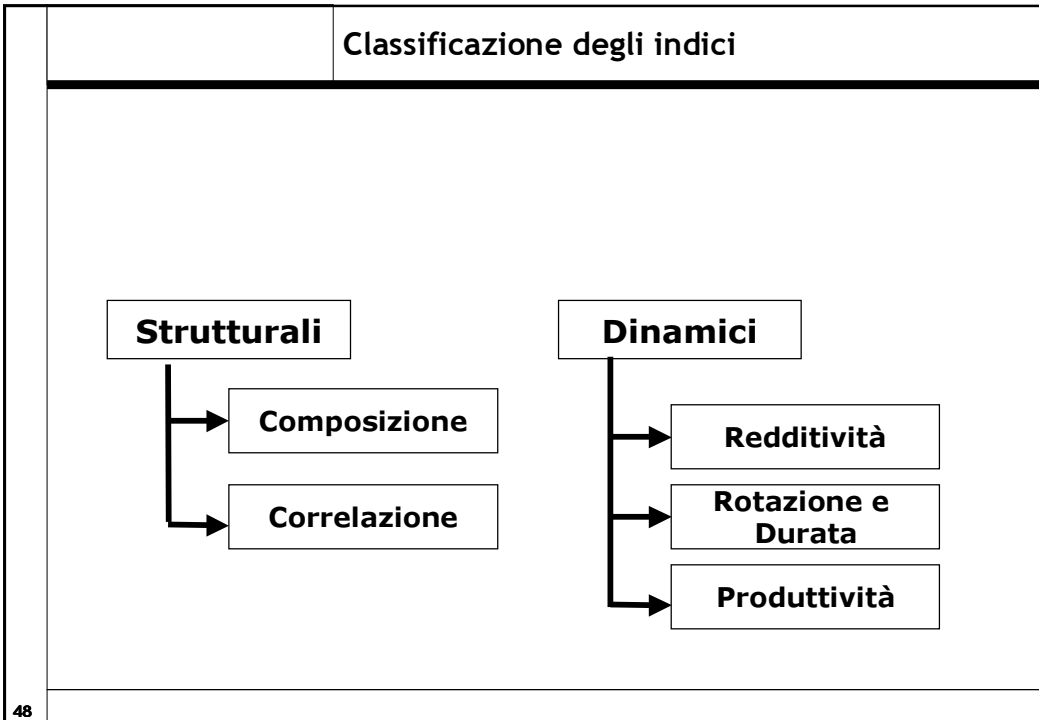 Classificazione degli indici
Strutturali
Composizione
Correlazione
Dinamici
Redditività
Rotazione e
Durata
Produttività
48